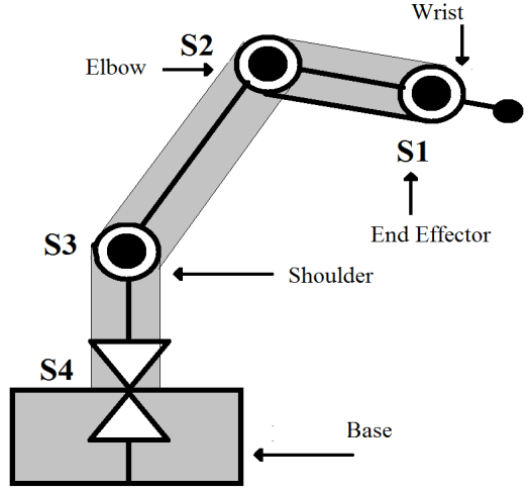 Wrist
S2
Elbow
S1
End Effector
S3
Shoulder
S4
Base